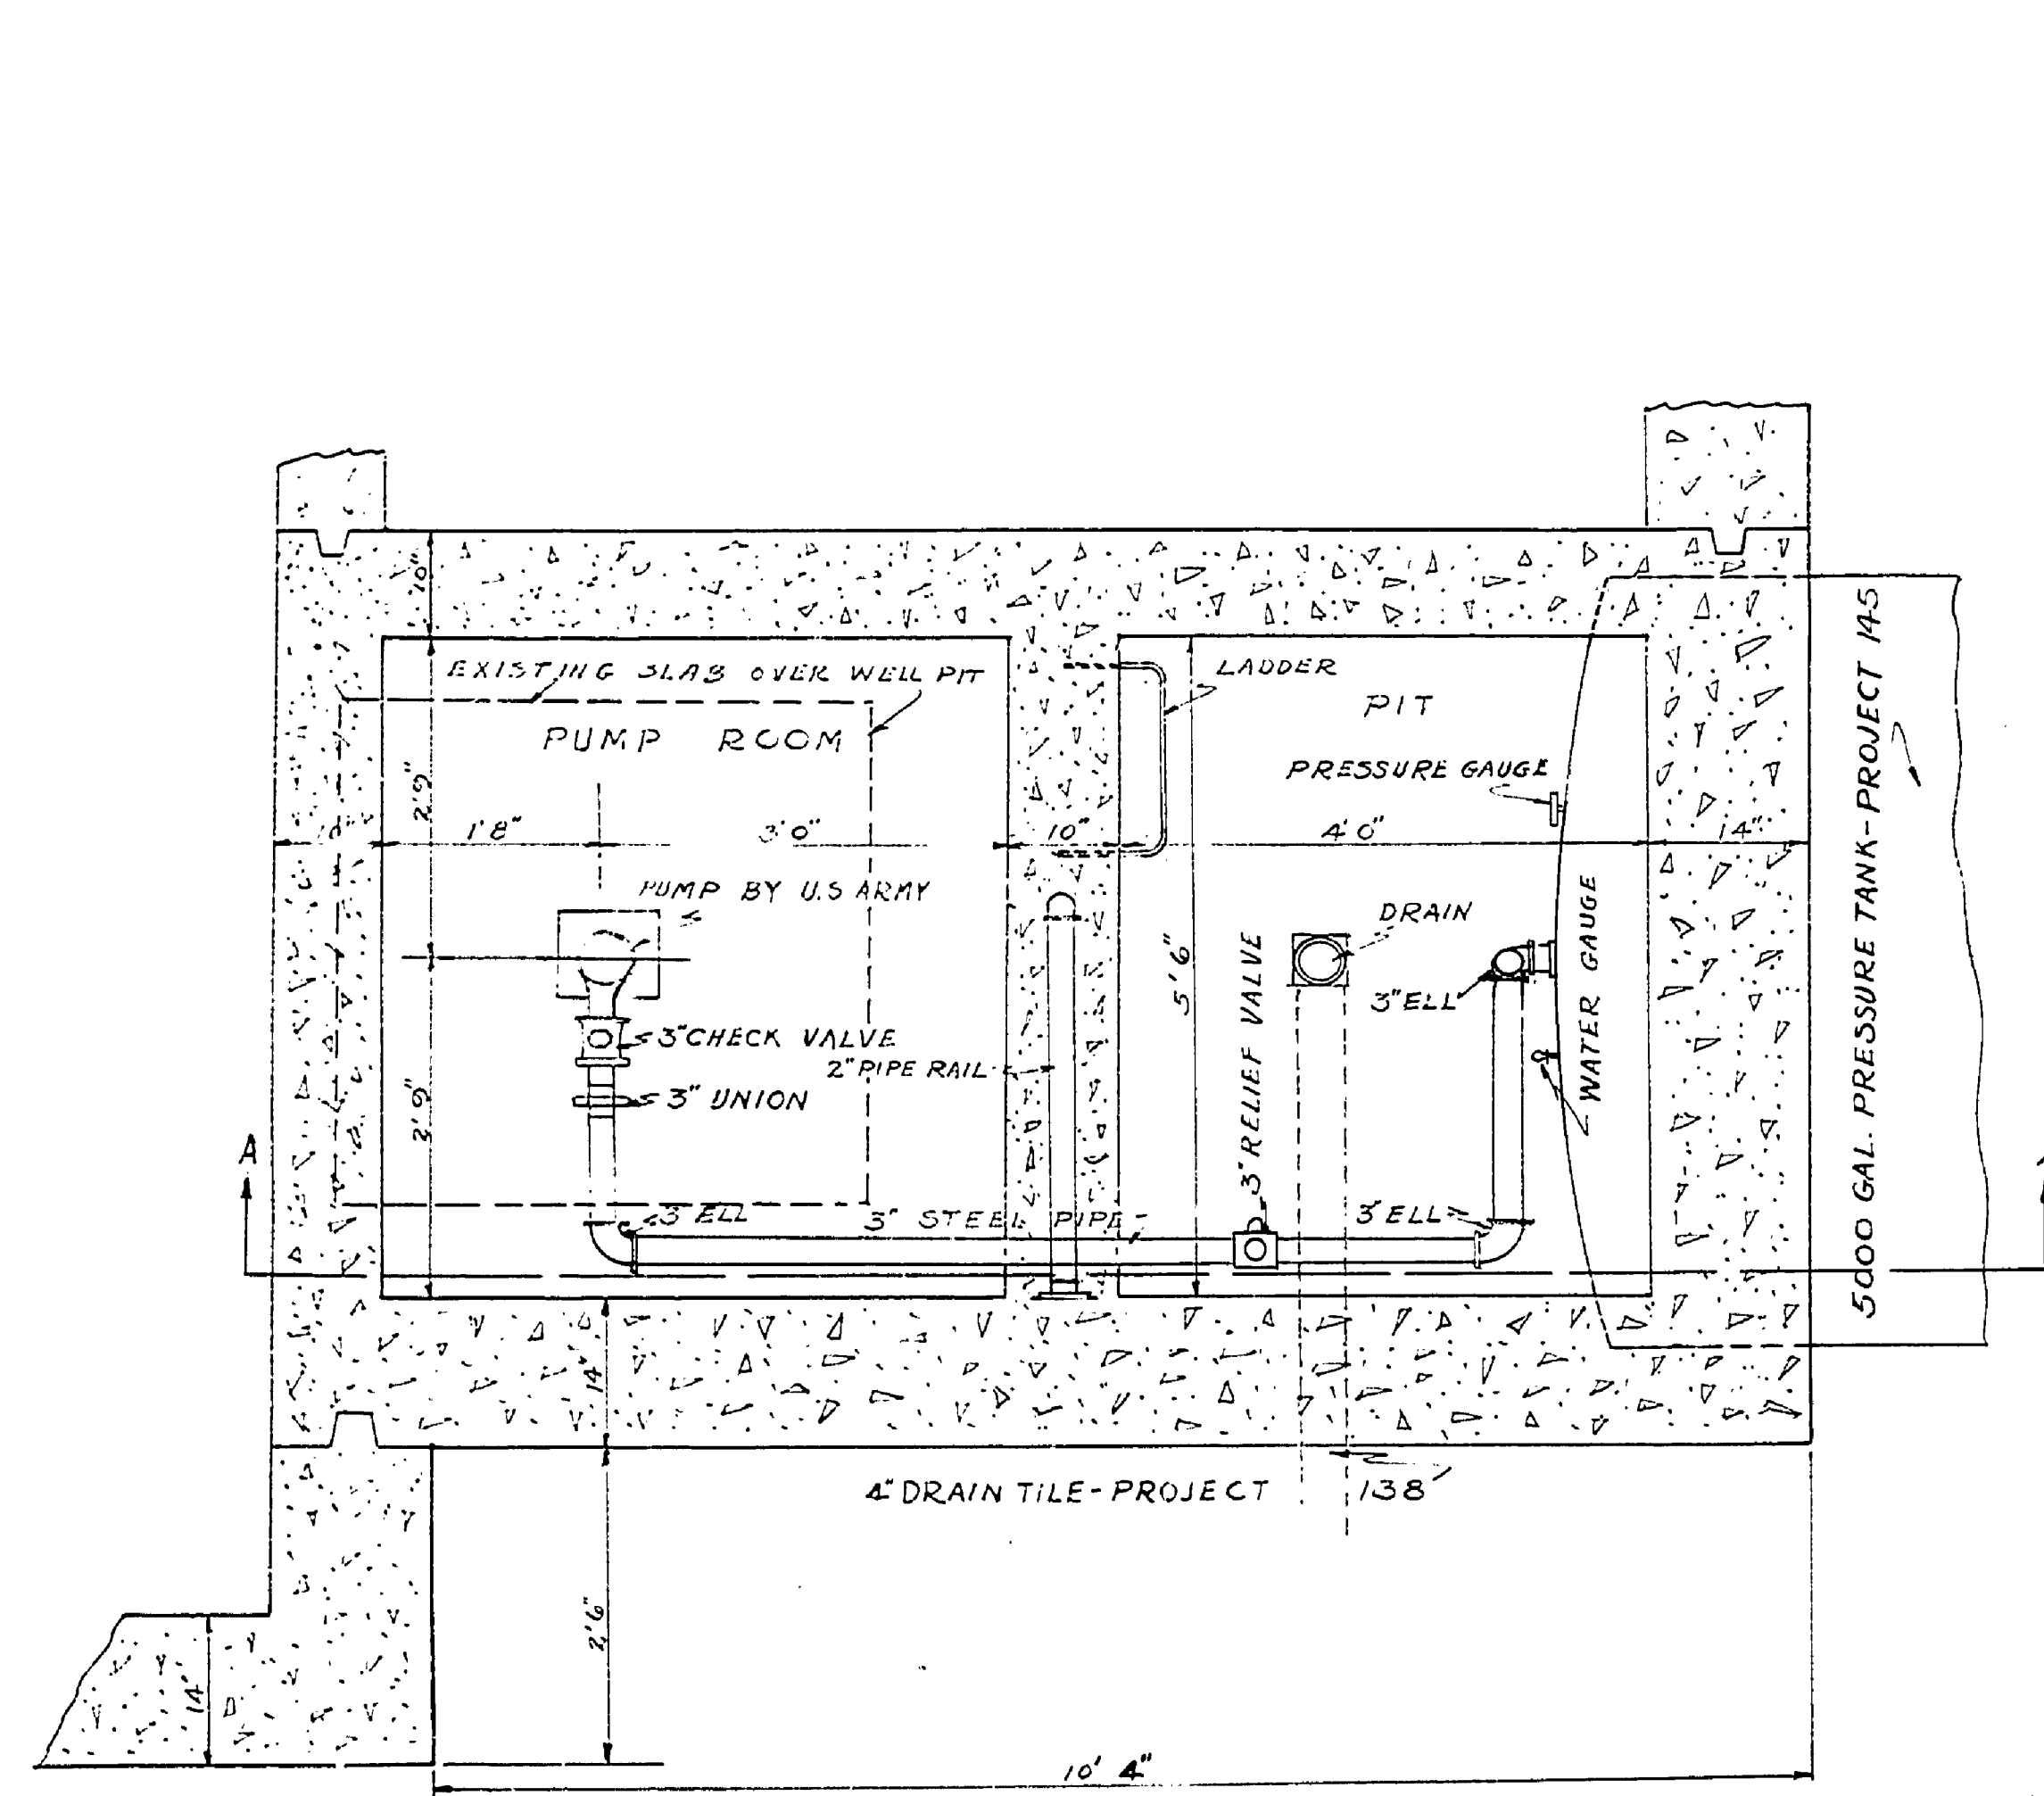 10"
EXISTING SLAB OVER WELL PIT
LADDER
PIT
PUMP ROOM
PRESSURE GAUGE
2'9"
1'8"
3'0"
10"
4'0"
14"
PUMP BY U.S ARMY
DRAIN
5'6"
3" RELIEF VALVE
3" ELL
WATER GAUGE
5000 GAL. PRESSURE TANK-PROJECT 145
3" CHECK VALVE
2" PIPE RAIL
3" UNION
2'9"
A
3" ELL
3" STEEL PIPE
3" ELL
14"
4" DRAIN TILE-PROJECT 138
2'6"
14"
10' 4"